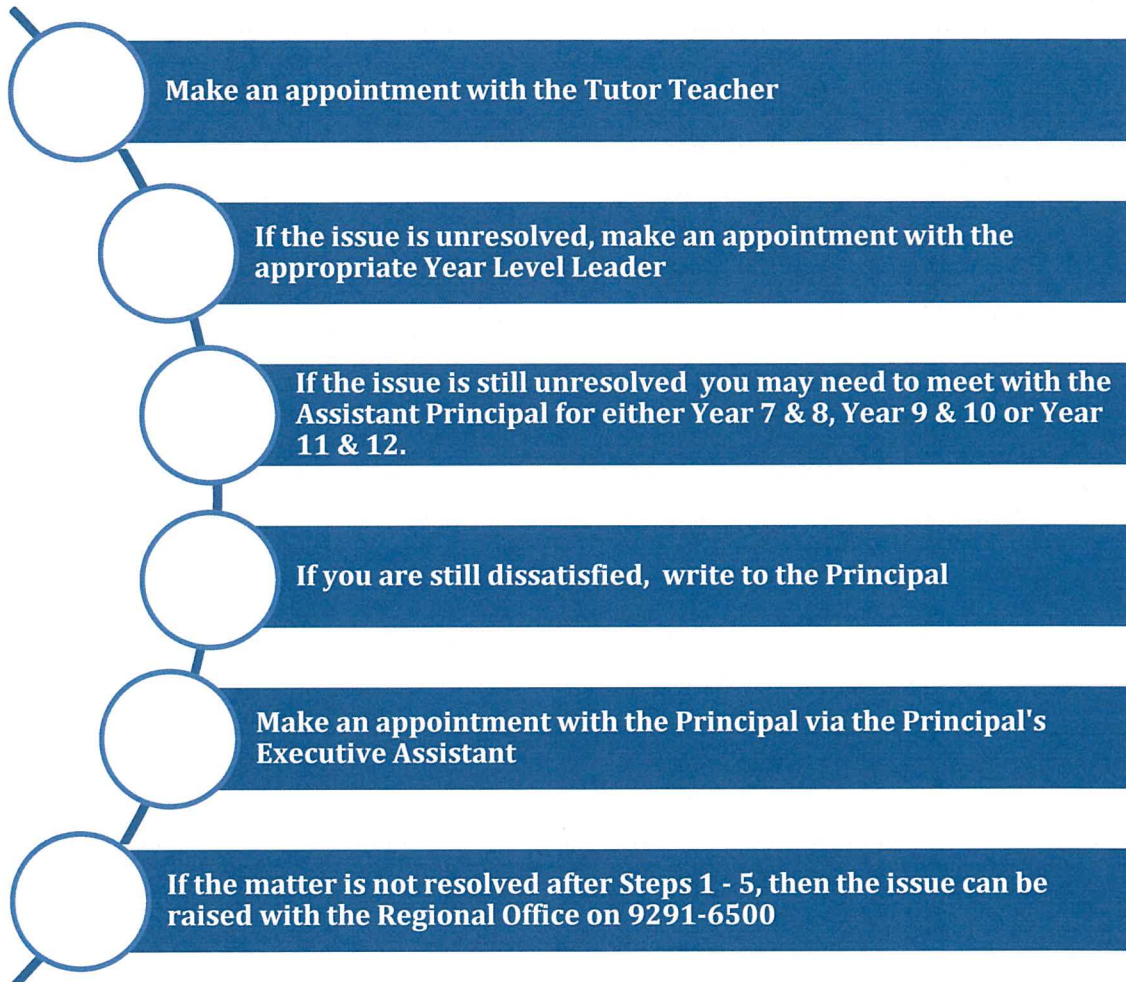 Make an appointment with the Tutor Teacher
If the issue is unresolved, make an appointment with the
appropriate Year Level Leader
If the issue is still unresolved  you may need to meet with the
Assistant Principal for either Year 7 & 8, Year 9 & 10 or Year
11 & 12.
If you are still dissatisfied,  write to the Principal
Make an appointment with the Principal via the Principal's
Executive Assistant
If the matter is not resolved after Steps 1 - 5, then the issue can be
raised with the Regional Office on 9291-6500